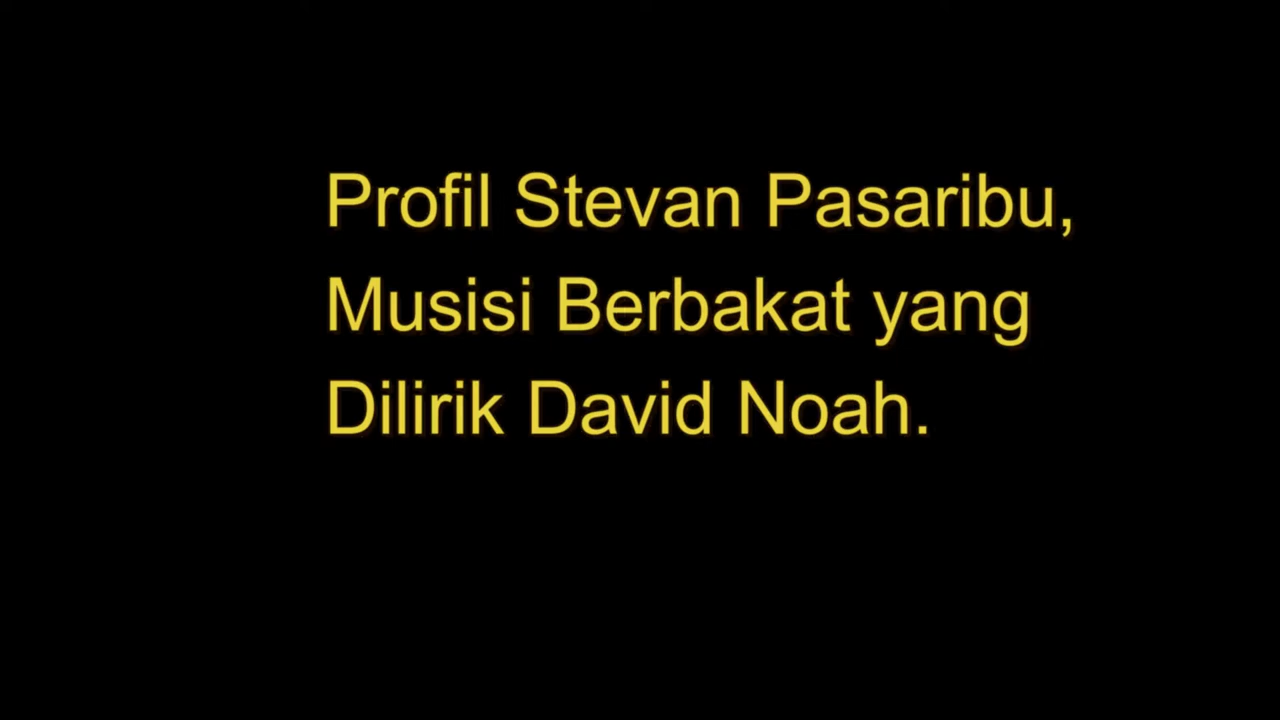 Profil Stevan Pasaribu,
Musisi Berbakat yang
Dilirik David Noah.